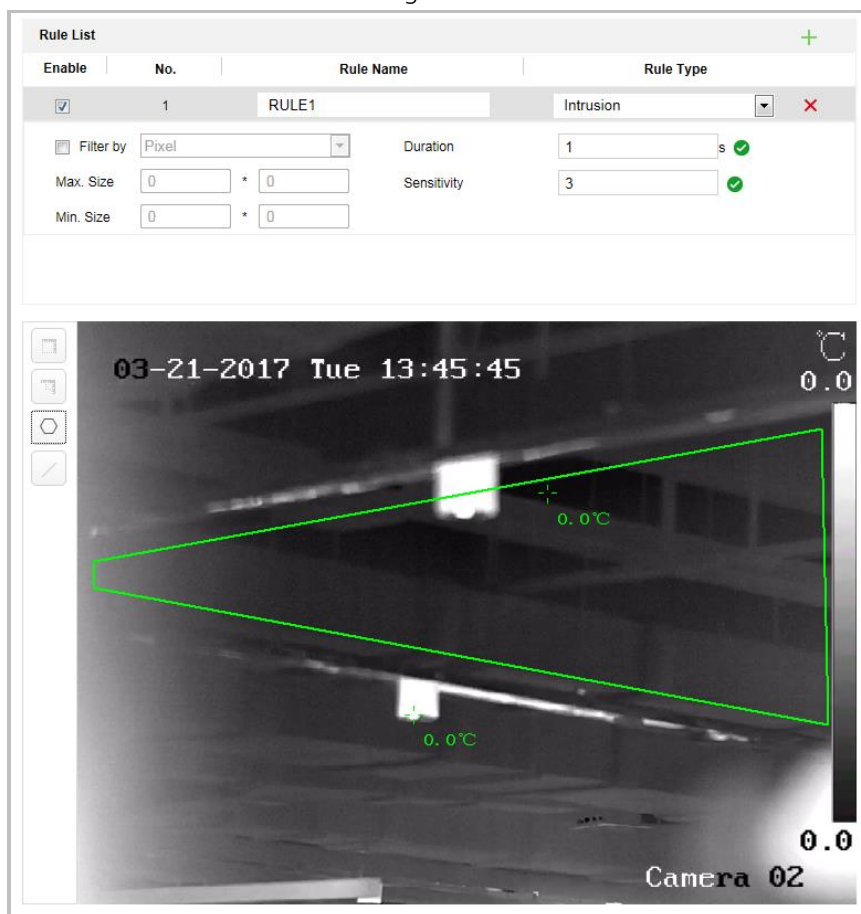 Rule List
Enable No. Rule Name Rule Type
1 RULE1 Intrusion
Filter by Pixel Duration 1 s
Max. Size 0 * 0 Sensitivity 3
Min. Size 0 * 0
℃
03-21-2017 Tue 13:45:45
0.0
0.0℃
0.0℃
0.0
Camera 02